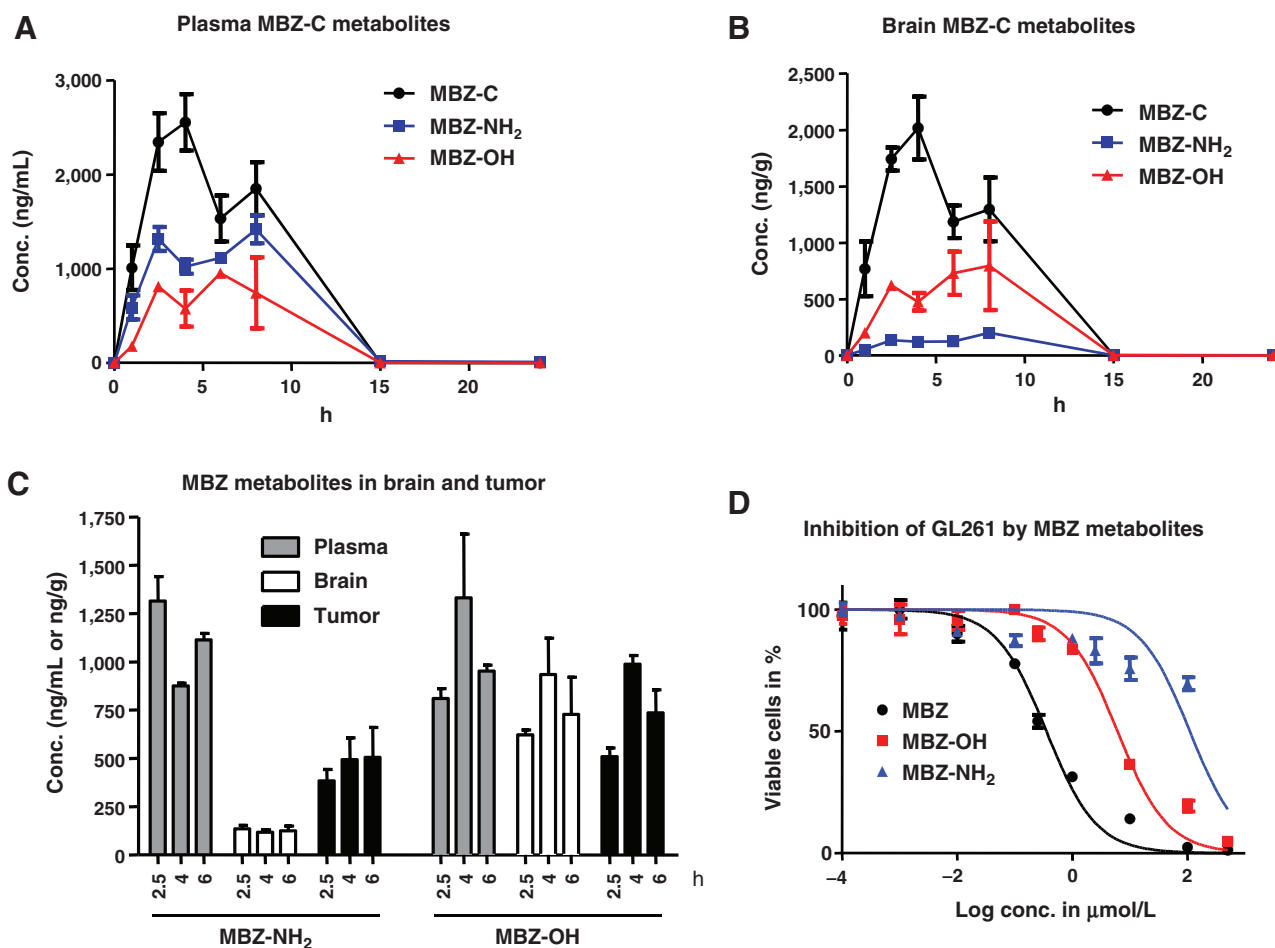 A
Plasma MBZ-C metabolites
3,000
2,000
1,000
0
Conc. (ng/mL)
0 5 10 15 20
h
MBZ-C
MBZ-NH2
MBZ-OH
B
Brain MBZ-C metabolites
2,500
2,000
1,500
1,000
500
0
Conc. (ng/g)
0 5 10 15 20
h
MBZ-C
MBZ-NH2
MBZ-OH
C
MBZ metabolites in brain and tumor
1,750
1,500
1,250
1,000
750
500
250
0
Conc. (ng/mL or ng/g)
Plasma
Brain
Tumor
2.5 4 6 2.5 4 6 2.5 4 6 2.5 4 6 2.5 4 6 2.5 4 6 h
MBZ-NH2 MBZ-OH
D
Inhibition of GL261 by MBZ metabolites
100
50
0
Viable cells in %
MBZ
MBZ-OH
MBZ-NH2
−4 −2 0 2
Log conc. in μmol/L